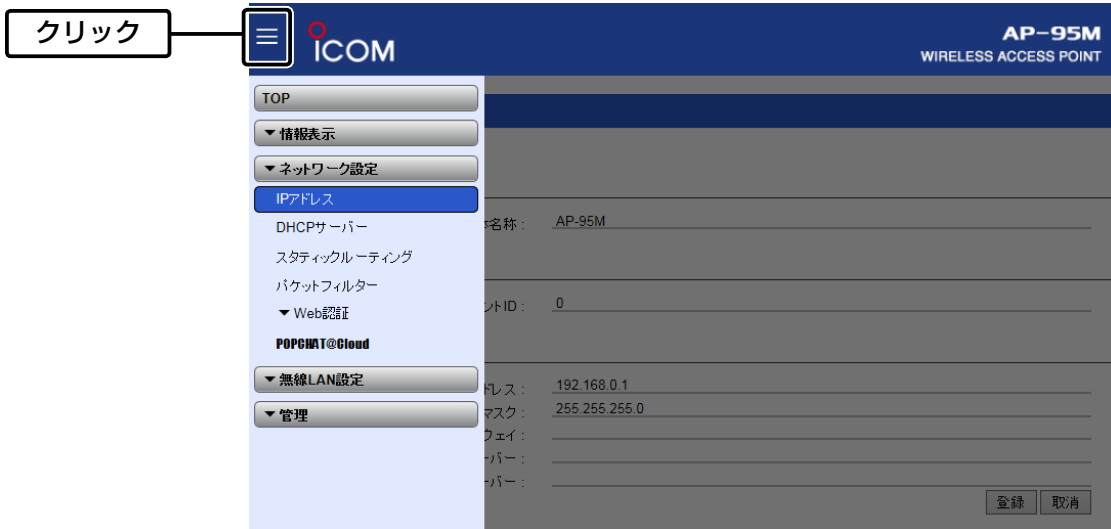 クリック
ICOM
AP-95M
WIRELESS ACCESS POINT
TOP
▼情報表示
▼ネットワーク設定
IPアドレス
DHCPサーバー
スタティックルーティング
パケットフィルター
▼Web認証
POPCHAT@Cloud
▼無線LAN設定
▼管理
名称： AP-95M
ントID： 0
ドレス： 192.168.0.1
マスク： 255.255.255.0
ウェイ：
ーバー：
ーバー：
登録 取消